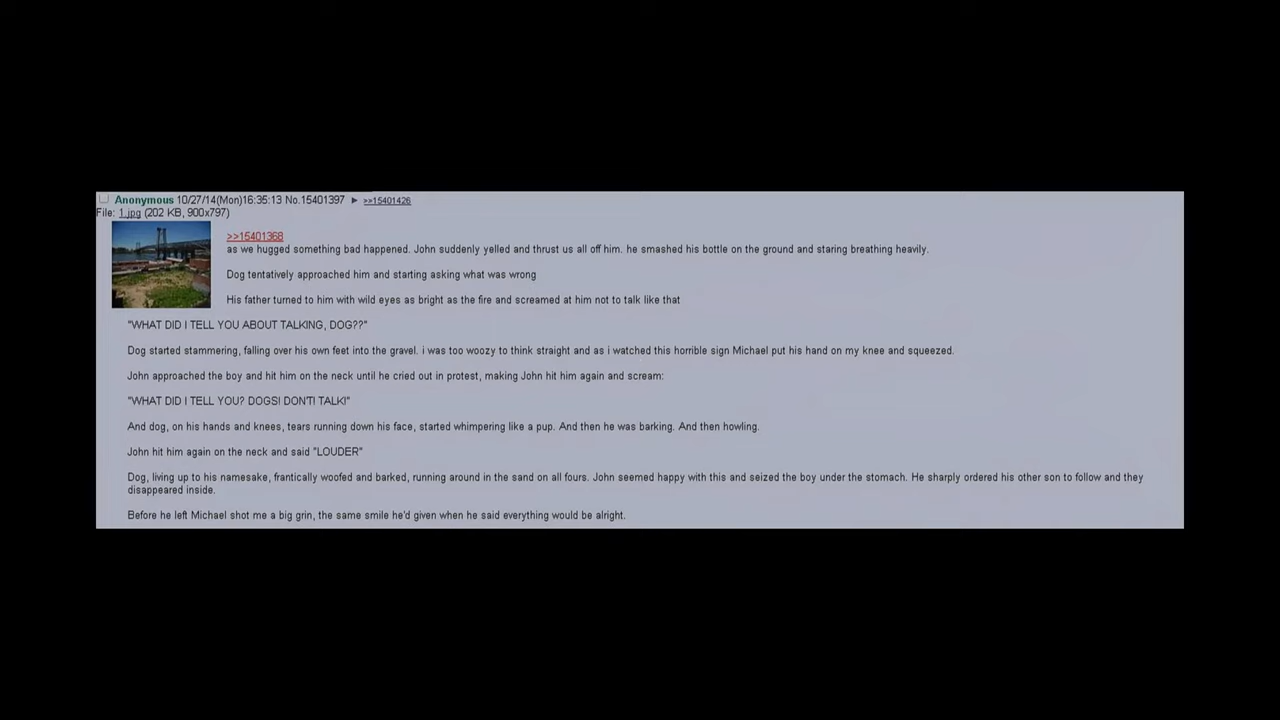 Anonymous 10/27/14(Mon)16:35:13 No.15401397 ► >>15401426
File: 1.jpg (202 KB, 900x797)
>>15401368
as we hugged something bad happened. John suddenly yelled and thrust us all off him. he smashed his bottle on the ground and staring breathing heavily.
Dog tentatively approached him and starting asking what was wrong
His father turned to him with wild eyes as bright as the fire and screamed at him not to talk like that
"WHAT DID I TELL YOU ABOUT TALKING, DOG??"
Dog started stammering, falling over his own feet into the gravel. i was too woozy to think straight and as i watched this horrible sign Michael put his hand on my knee and squeezed.
John approached the boy and hit him on the neck until he cried out in protest, making John hit him again and scream:
"WHAT DID I TELL YOU? DOGS! DON'T! TALK!"
And dog, on his hands and knees, tears running down his face, started whimpering like a pup. And then he was barking. And then howling.
John hit him again on the neck and said "LOUDER"
Dog, living up to his namesake, frantically woofed and barked, running around in the sand on all fours. John seemed happy with this and seized the boy under the stomach. He sharply ordered his other son to follow and they
disappeared inside.
Before he left Michael shot me a big grin, the same smile he'd given when he said everything would be alright.